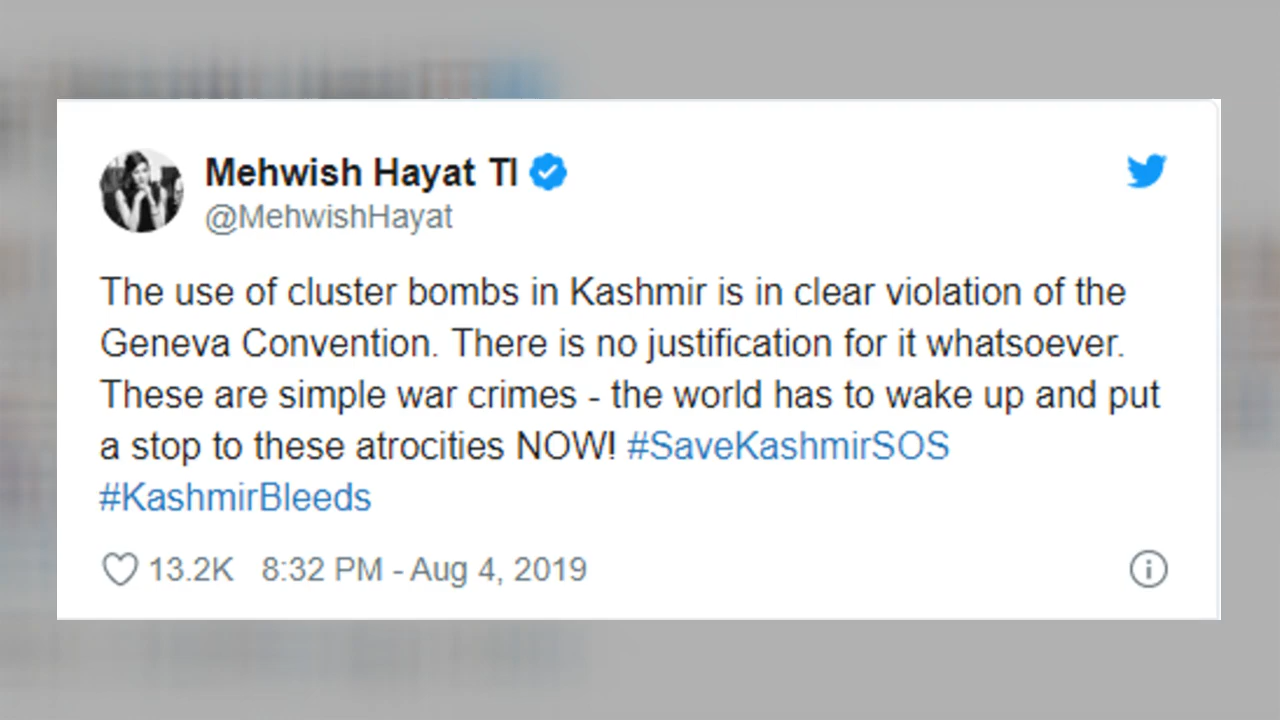 Mehwish Hayat TI
@MehwishHayat
The use of cluster bombs in Kashmir is in clear violation of the
Geneva Convention. There is no justification for it whatsoever.
These are simple war crimes - the world has to wake up and put
a stop to these atrocities NOW! #SaveKashmirSOS
#KashmirBleeds
13.2K 8:32 PM - Aug 4, 2019